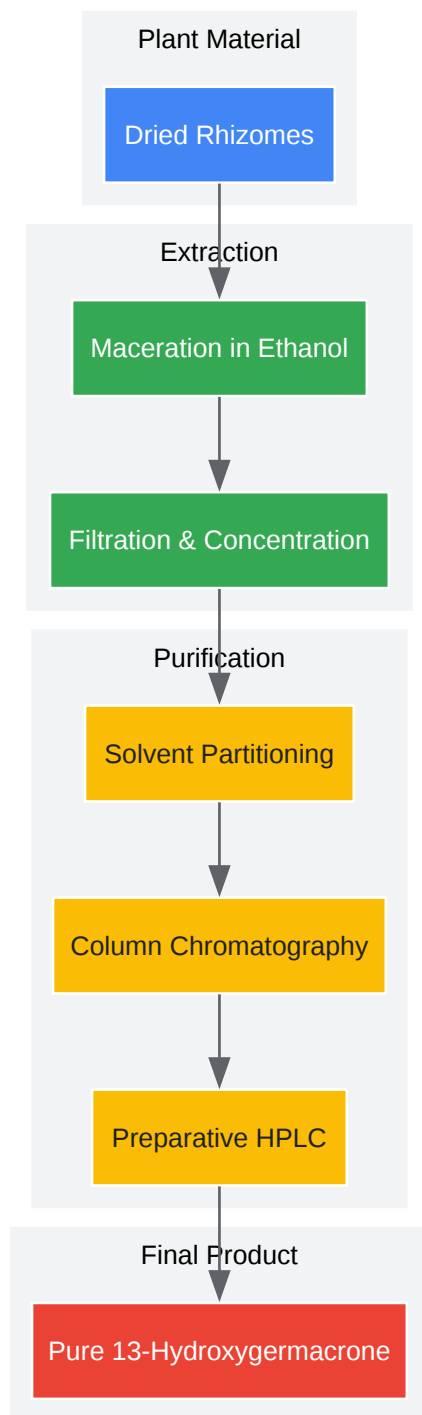 Plant Material
Dried Rhizomes
Extraction
Maceration in Ethanol
Filtration & Concentration
Purification
Solvent Partitioning
Column Chromatography
Preparative HPLC
Final Product
Pure 13-Hydroxygermacrone